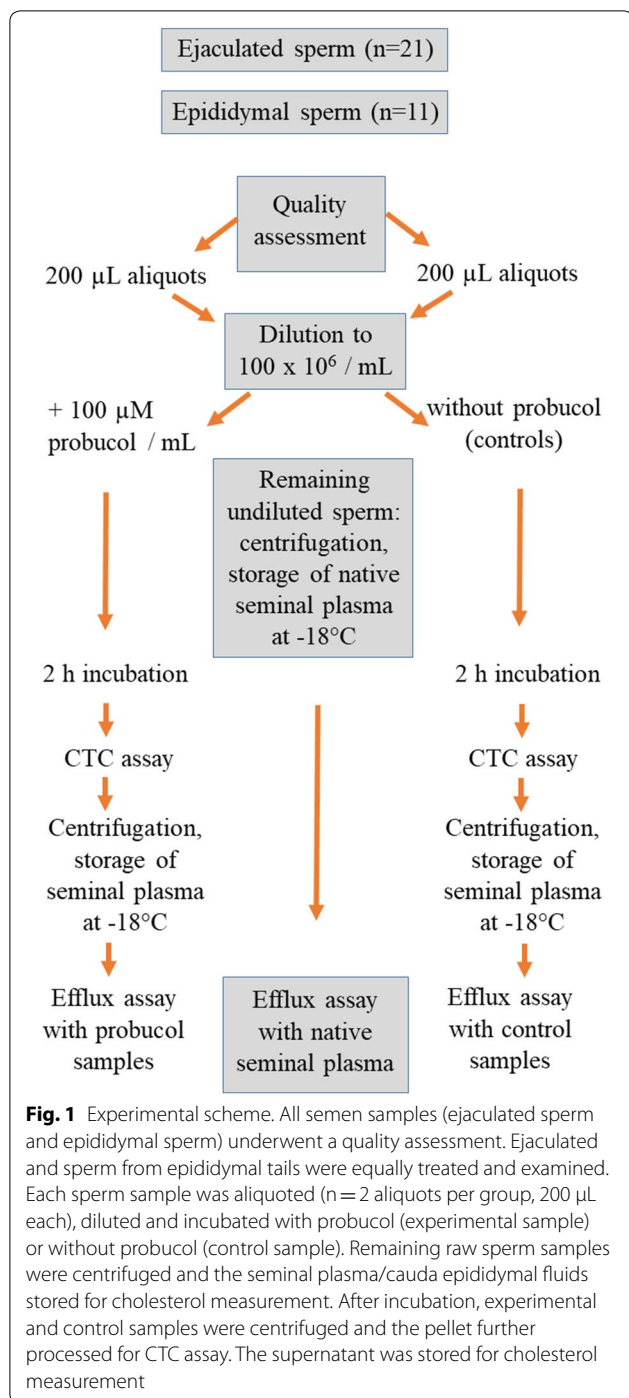 Ejaculated sperm (n=21)
Epididymal sperm (n=11)
Quality
assessment
200 µL aliquots
200 µL aliquots
Dilution to
100 x 10⁶ / mL
+ 100 µM
probucol / mL
without probucol
(controls)
Remaining
undiluted sperm:
centrifugation,
storage of native
seminal plasma
at -18°C
2 h incubation
2 h incubation
CTC assay
CTC assay
Centrifugation,
storage of
seminal plasma
at -18°C
Centrifugation,
storage of
seminal plasma
at -18°C
Efflux assay
with probucol
samples
Efflux assay
with native
seminal plasma
Efflux assay
with control
samples
Fig. 1 Experimental scheme. All semen samples (ejaculated sperm
and epididymal sperm) underwent a quality assessment. Ejaculated
and sperm from epididymal tails were equally treated and examined.
Each sperm sample was aliquoted (n = 2 aliquots per group, 200 µL
each), diluted and incubated with probucol (experimental sample)
or without probucol (control sample). Remaining raw sperm samples
were centrifuged and the seminal plasma/cauda epididymal fluids
stored for cholesterol measurement. After incubation, experimental
and control samples were centrifuged and the pellet further
processed for CTC assay. The supernatant was stored for cholesterol
measurement